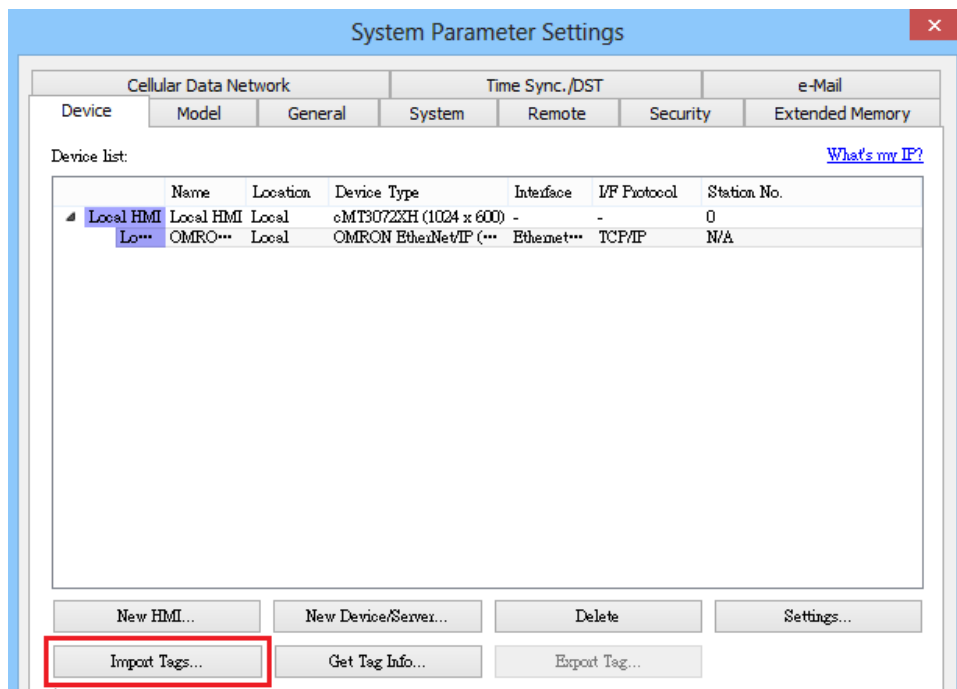 System Parameter Settings
Cellular Data Network Time Sync./DST e-Mail
Device Model General System Remote Security Extended Memory
Device list: What's my IP?
Name Location Device Type Interface I/F Protocol Station No.
Local HMI Local HMI Local cMT3072XH (1024 x 600) - - 0
Lo... OMRO... Local OMRON EtherNet/IP (... Ethernet... TCP/IP N/A
New HMI... New Device/Server... Delete Settings...
Import Tags... Get Tag Info... Export Tag...